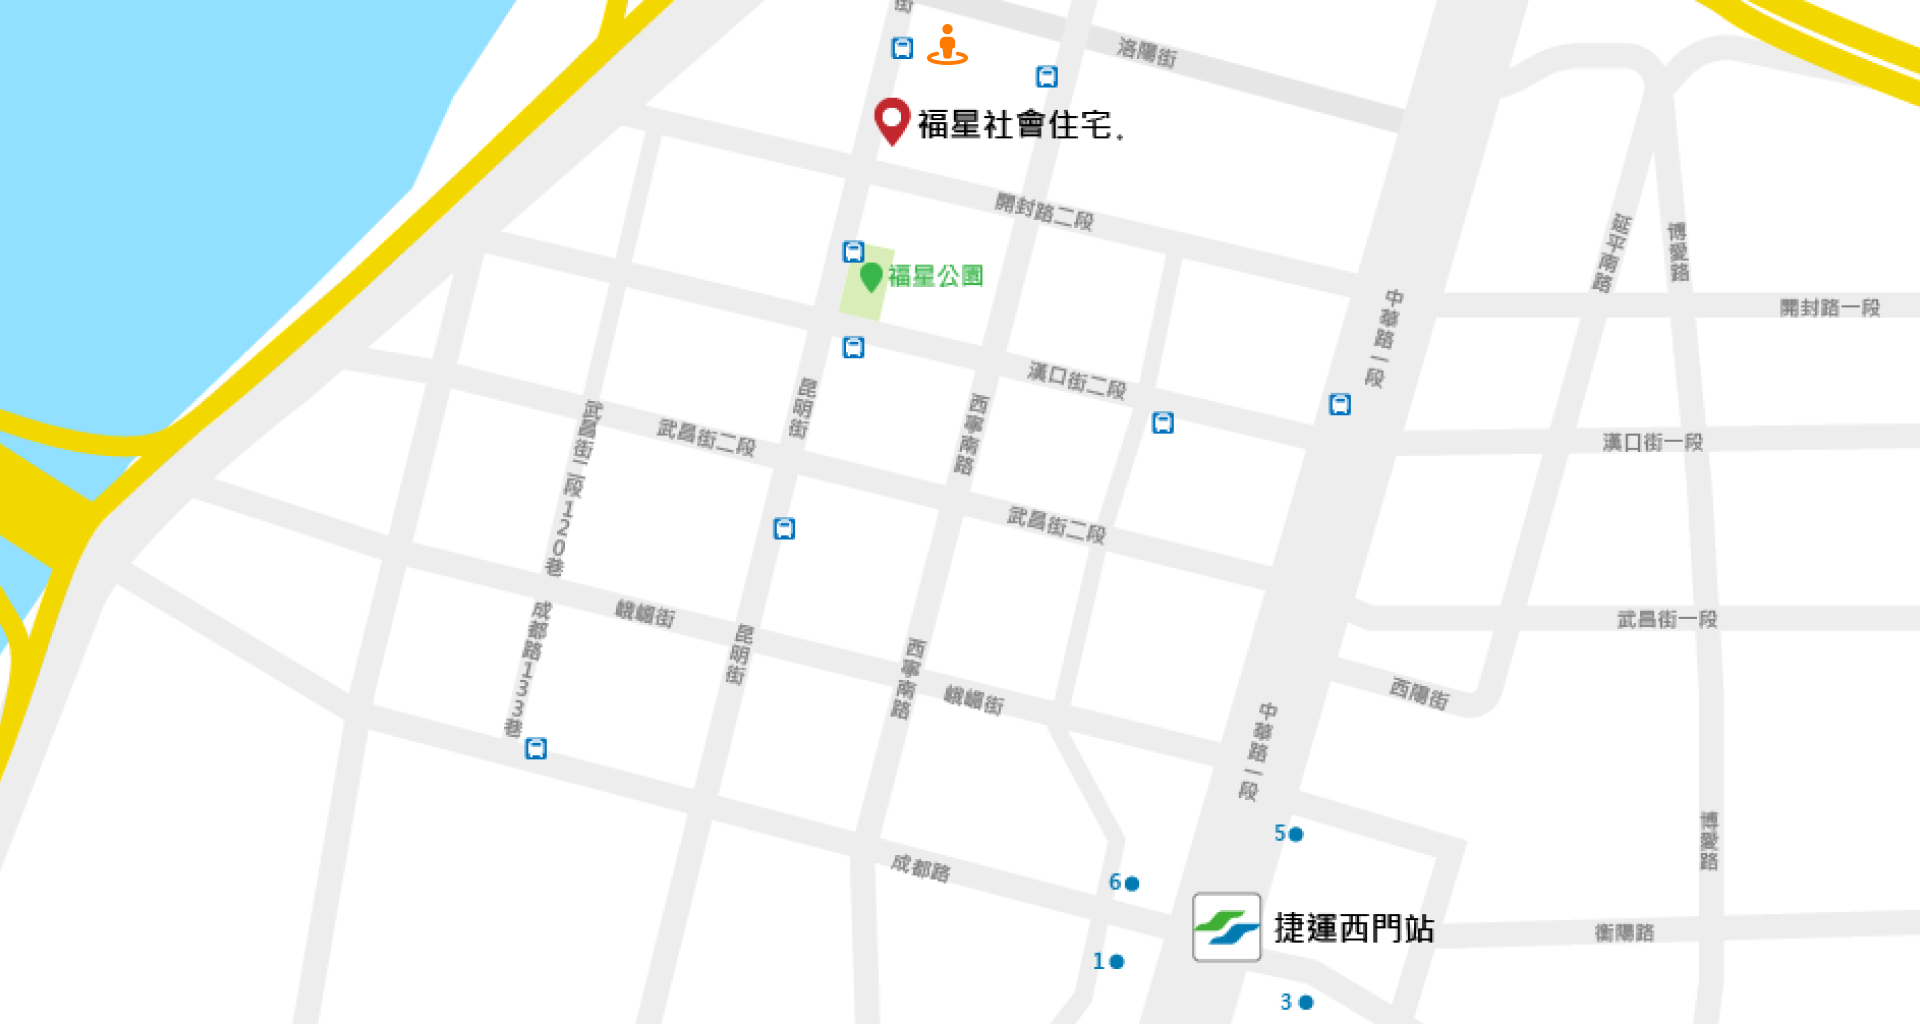 街
洛陽街
福星社會住宅.
開封路二段
延平南路
博愛路
福星公園
中華路一段
開封路一段
漢口街二段
昆明街
西寧南路
武昌街二段120巷
武昌街二段
漢口街一段
武昌街二段
成都路133巷
峨嵋街
武昌街一段
昆明街
西寧南路
峨嵋街
西陽街
中華路一段
5
博愛路
成都路
6
捷運西門站
衡陽路
1
3